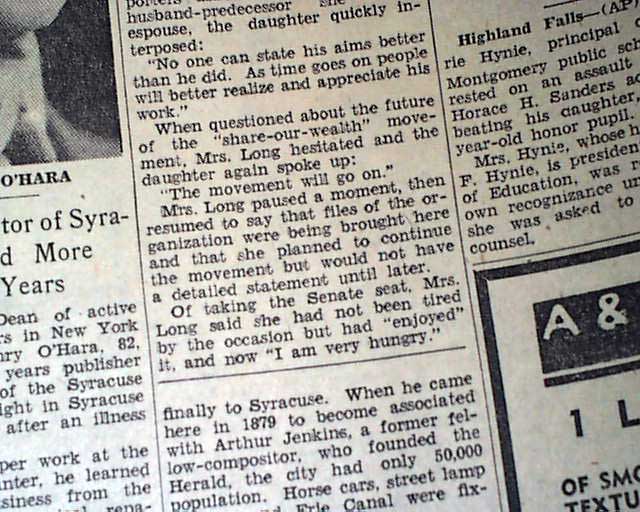 husband-predecessor
espouse, the daughter quickly in-
terposed:
"No one can state his aims better
than he did. As time goes on people
will better realize and appreciate his
work."
When questioned about the future
of the "share-our-wealth" move-
ment, Mrs. Long hesitated and the
daughter again spoke up:
"The movement will go on."
Mrs. Long paused a moment, then
resumed to say that files of the or-
ganization were being brought here
and that she planned to continue
the movement but would not have
a detailed statement until later.
Of taking the Senate seat, Mrs.
Long said she had not been tired
by the occasion but had "enjoyed"
it, and now "I am very hungry."
O'HARA
tor of Syra-
d More
Years
Dean of active
rs in New York
ry O'Hara, 82,
years publisher
of the Syracuse
ight in Syracuse
after an illness
per work at the
nter, he learned
siness from the
finally to Syracuse. When he came
here in 1879 to become associated
with Arthur Jenkins, a former fel-
low-compositor, who founded the
Herald, the city had only 50,000
population. Horse cars, street lamp
Erie Canal were fix-
Highland Falls—(AP)
rie Hynie, principal
Montgomery public sch
rested on an assault
Horace H. Sanders ac
beating his daughter,
year-old honor pupil.
Mrs. Hynie, whose h
F. Hynie, is presiden
of Education, was
own recognizance un
she was asked to
counsel.
A &
1 L
OF SMO
TEXTU